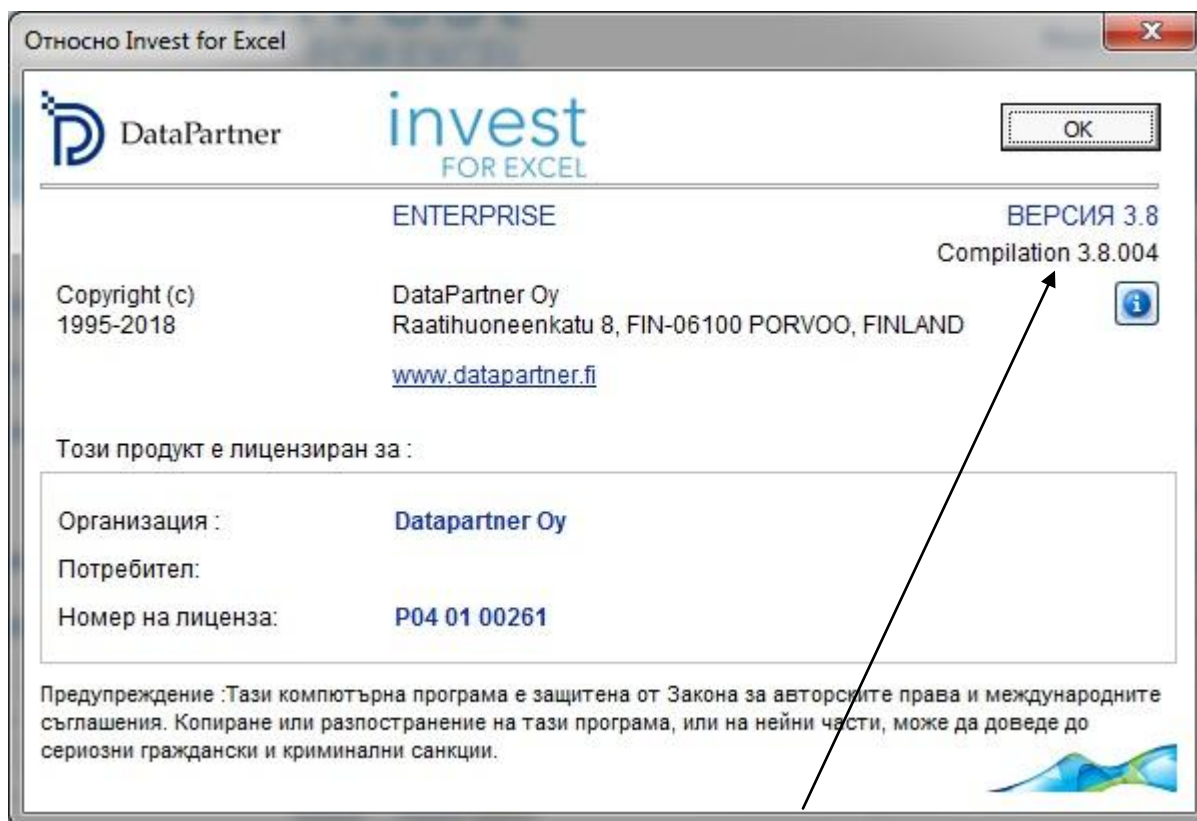 Относно Invest for Excel
DataPartner
invest
FOR EXCEL
OK
ENTERPRISE
ВЕРСИЯ 3.8
Compilation 3.8.004
Copyright (c)
1995-2018
DataPartner Oy
Raatihuoneenkatu 8, FIN-06100 PORVOO, FINLAND
www.datapartner.fi
Този продукт е лицензиран за :
Организация :
Datapartner Oy
Потребител:
Номер на лиценза:
P04 01 00261
Предупреждение :Тази компютърна програма е защитена от Закона за авторските права и международните
съглашения. Копиране или разпостранение на тази програма, или на нейни части, може да доведе до
сериозни граждански и криминални санкции.